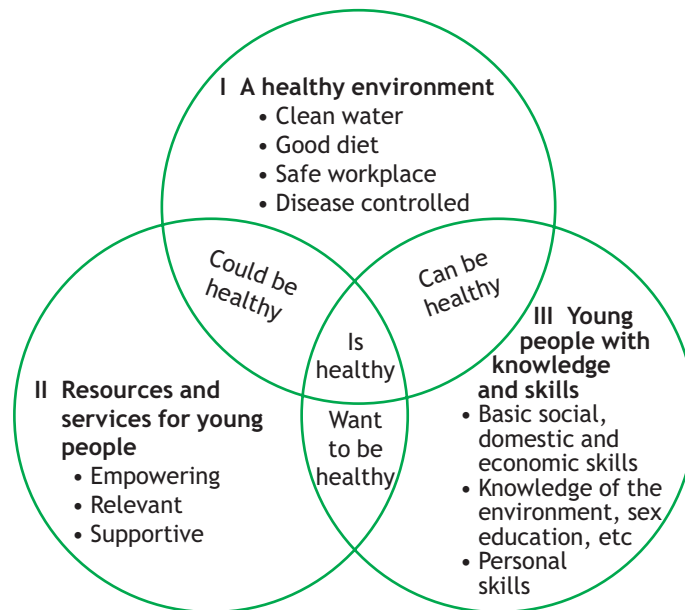 I A healthy environment
• Clean water
• Good diet
• Safe workplace
• Disease controlled
Could be
healthy
Can be
healthy
Is
healthy
Want
to be
healthy
II Resources and
services for young
people
• Empowering
• Relevant
• Supportive
III Young
people with
knowledge
and skills
• Basic social,
domestic and
economic skills
• Knowledge of the
environment, sex
education, etc
• Personal
skills